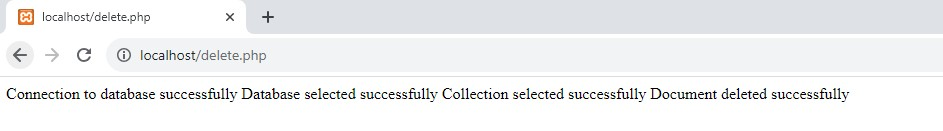 localhost/delete.php
localhost/delete.php
Connection to database successfully Database selected successfully Collection selected successfully Document deleted successfully